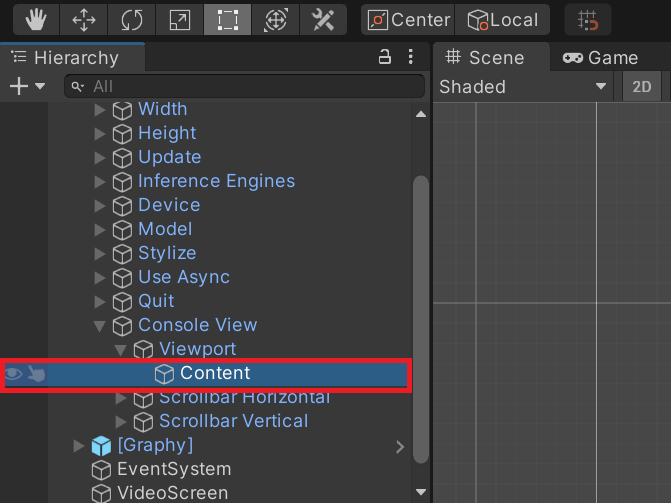 Center Local
Hierarchy
Scene Game
All
Shaded 2D
Width
Height
Update
Inference Engines
Device
Model
Stylize
Use Async
Quit
Console View
Viewport
Content
Scrollbar Horizontal
Scrollbar Vertical
[Graphy]
EventSystem
VideoScreen